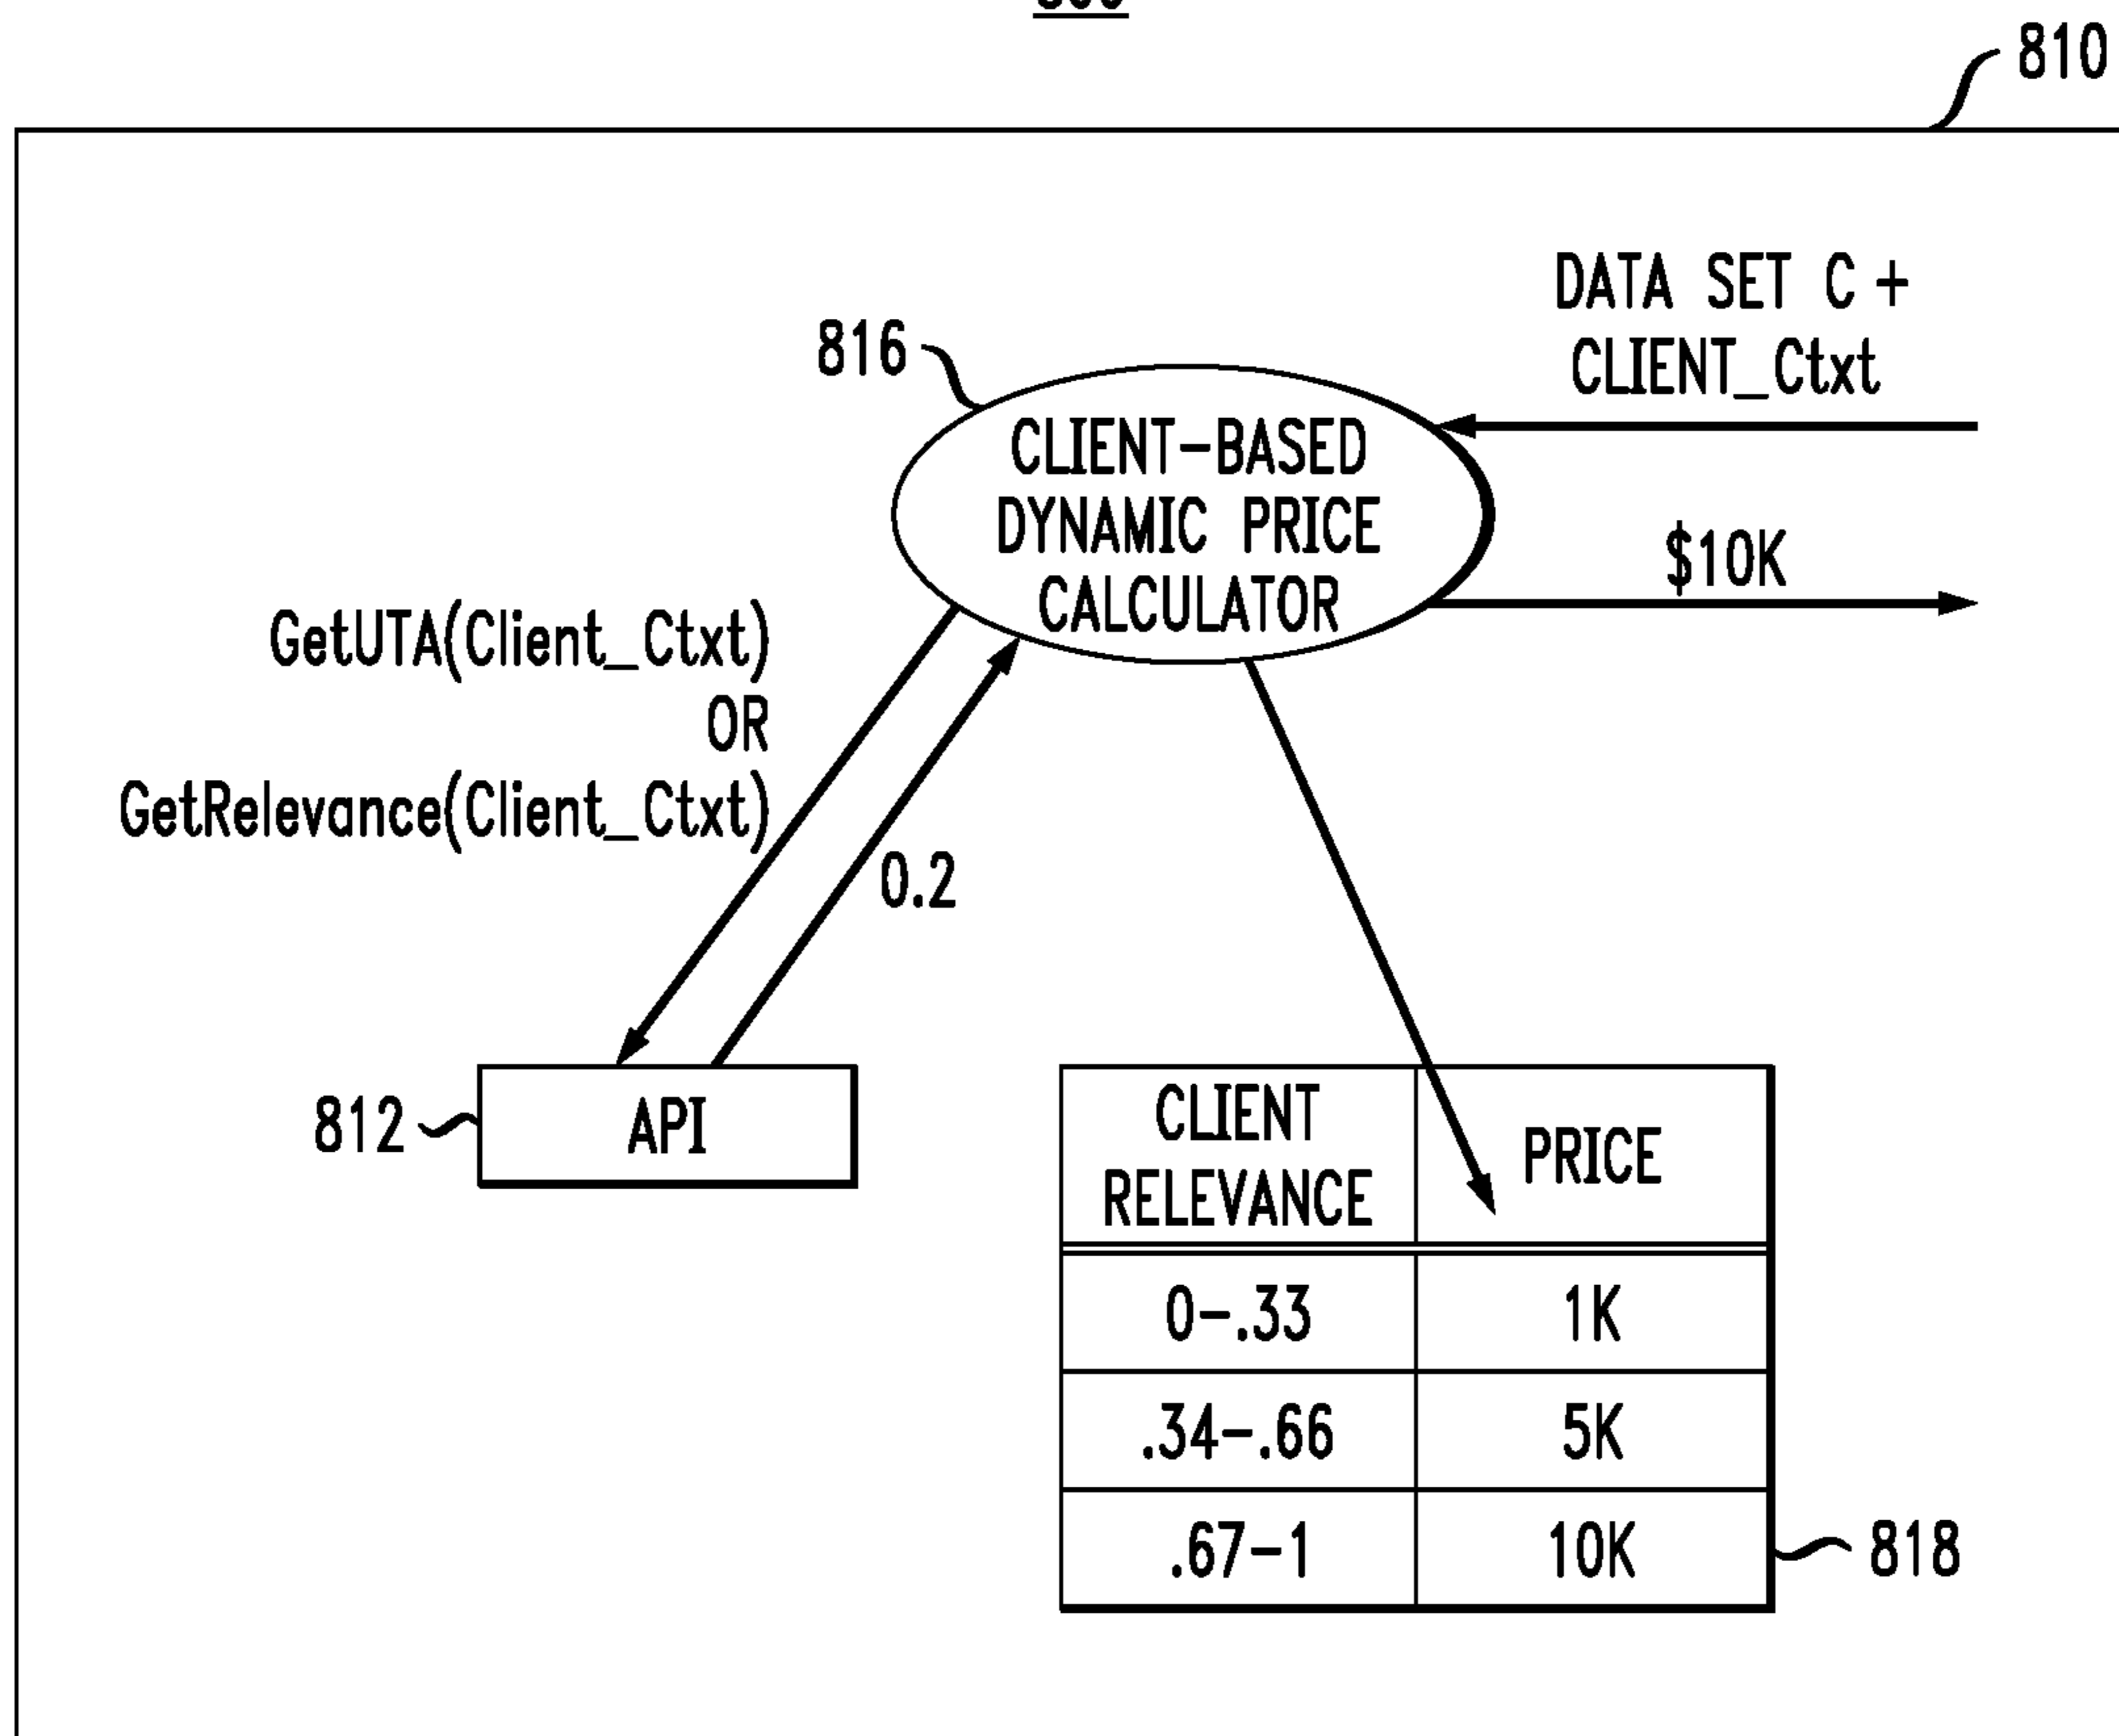 810
DATA SET C +
CLIENT_Ctxt
816
CLIENT-BASED
DYNAMIC PRICE
CALCULATOR
$10K
GetUTA(Client_Ctxt)
OR
GetRelevance(Client_Ctxt)
0.2
812
API
CLIENT
RELEVANCE
PRICE
0-.33
1K
.34-.66
5K
.67-1
10K
818